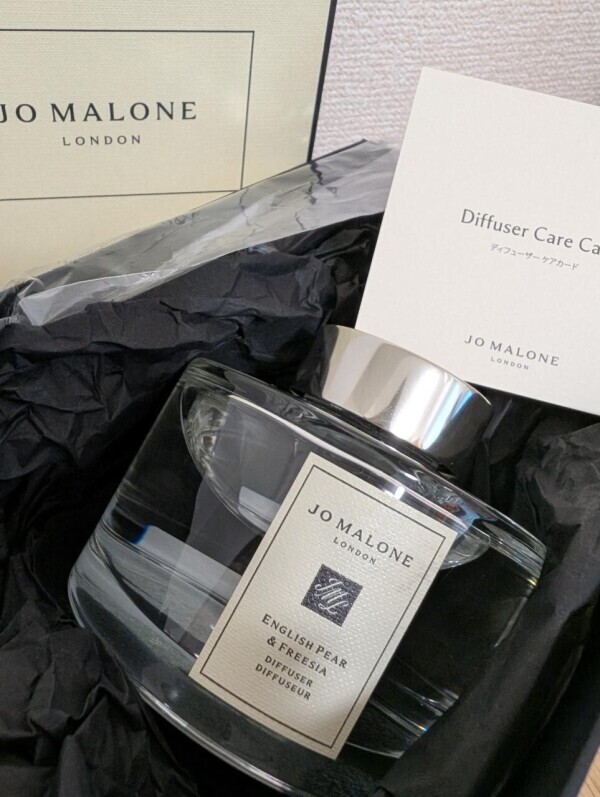 JO MALONE
LONDON
Diffuser Care Ca
ディフューザー ケアカード
JO MALONE
LONDON
JO MALONE
LONDON
JML
ENGLISH PEAR
& FREESIA
DIFFUSER
DIFFUSEUR